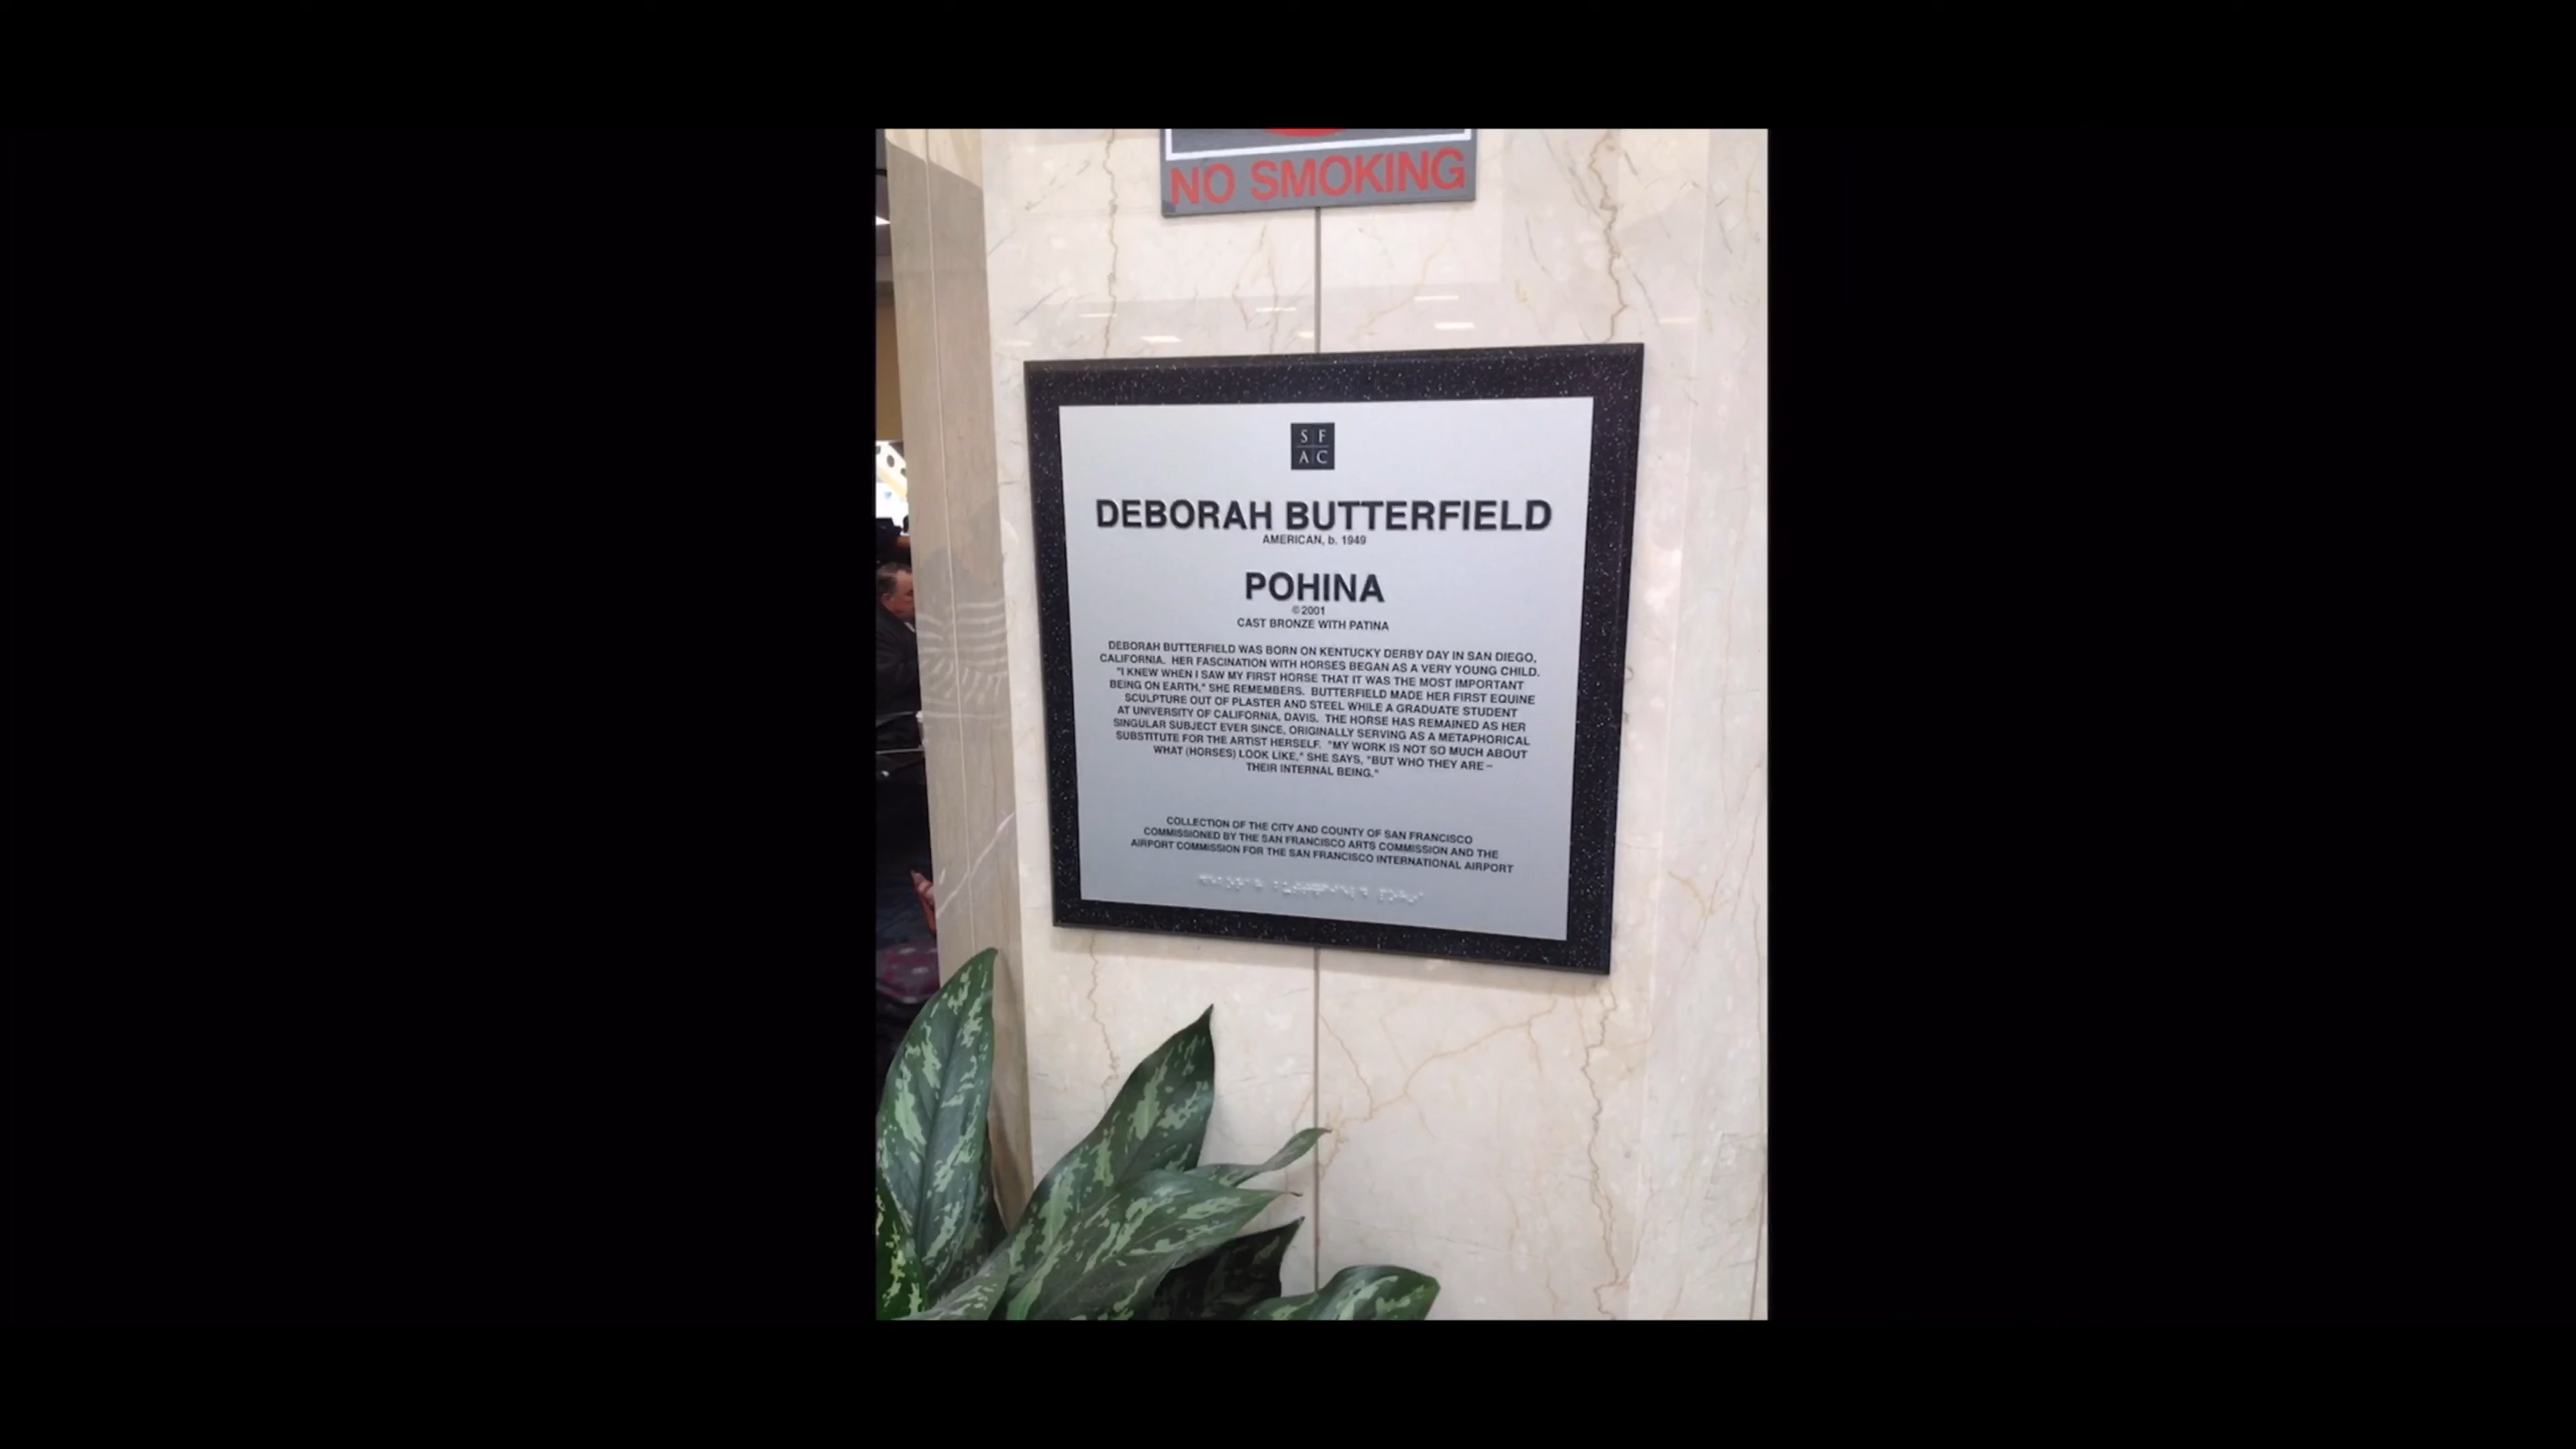 NO SMOKING
S F
A C
DEBORAH BUTTERFIELD
AMERICAN, b. 1949
POHINA
©2001
CAST BRONZE WITH PATINA
DEBORAH BUTTERFIELD WAS BORN ON KENTUCKY DERBY DAY IN SAN DIEGO,
CALIFORNIA. HER FASCINATION WITH HORSES BEGAN AS A VERY YOUNG CHILD.
"I KNEW WHEN I SAW MY FIRST HORSE THAT IT WAS THE MOST IMPORTANT
BEING ON EARTH," SHE REMEMBERS. BUTTERFIELD MADE HER FIRST EQUINE
SCULPTURE OUT OF PLASTER AND STEEL WHILE A GRADUATE STUDENT
AT UNIVERSITY OF CALIFORNIA, DAVIS. THE HORSE HAS REMAINED AS HER
SINGULAR SUBJECT EVER SINCE, ORIGINALLY SERVING AS A METAPHORICAL
SUBSTITUTE FOR THE ARTIST HERSELF. "MY WORK IS NOT SO MUCH ABOUT
WHAT (HORSES) LOOK LIKE," SHE SAYS, "BUT WHO THEY ARE –
THEIR INTERNAL BEING."
COLLECTION OF THE CITY AND COUNTY OF SAN FRANCISCO
COMMISSIONED BY THE SAN FRANCISCO ARTS COMMISSION AND THE
AIRPORT COMMISSION FOR THE SAN FRANCISCO INTERNATIONAL AIRPORT